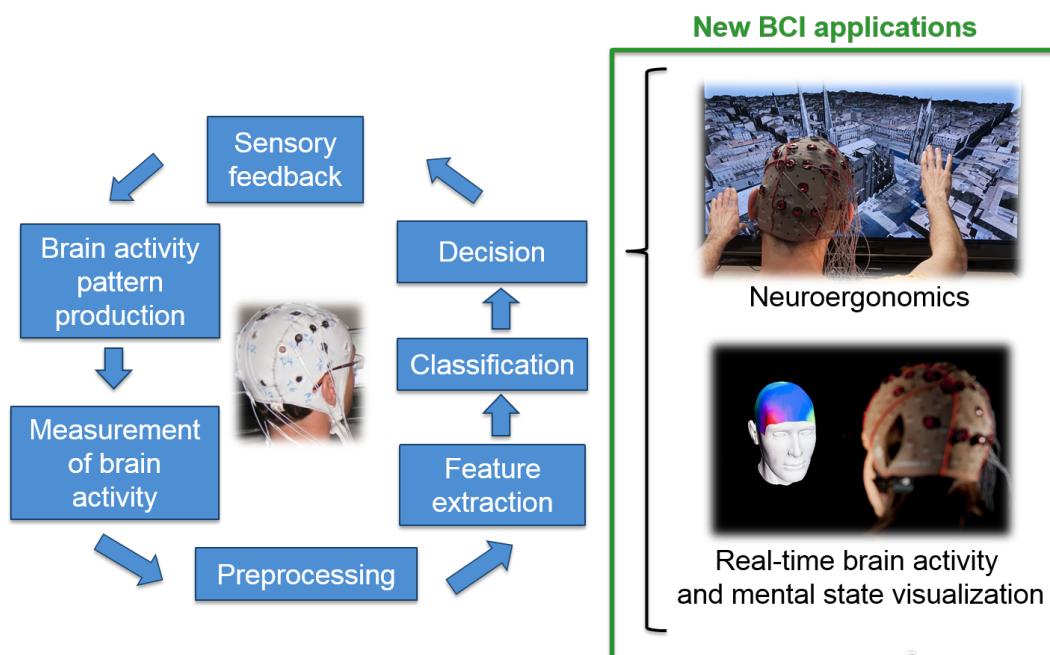 New BCI applications
Sensory
feedback
Brain activity
pattern
production
Decision
Neuroergonomics
Classification
Measurement
of brain
activity
Feature
extraction
Preprocessing
Real-time brain activity
and mental state visualization